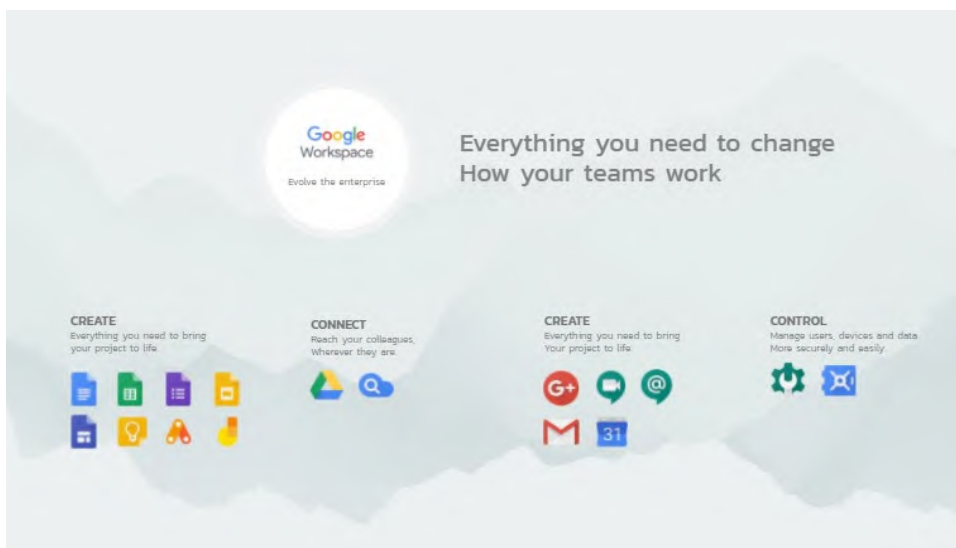 Google
Workspace
Evolve the enterprise
Everything you need to change
How your teams work
CREATE
Everything you need to bring
your project to life.
CONNECT
Reach your colleagues,
Wherever they are.
CREATE
Everything you need to bring
Your project to life.
CONTROL
Manage users, devices and data
More securely and easily
G+
@
31